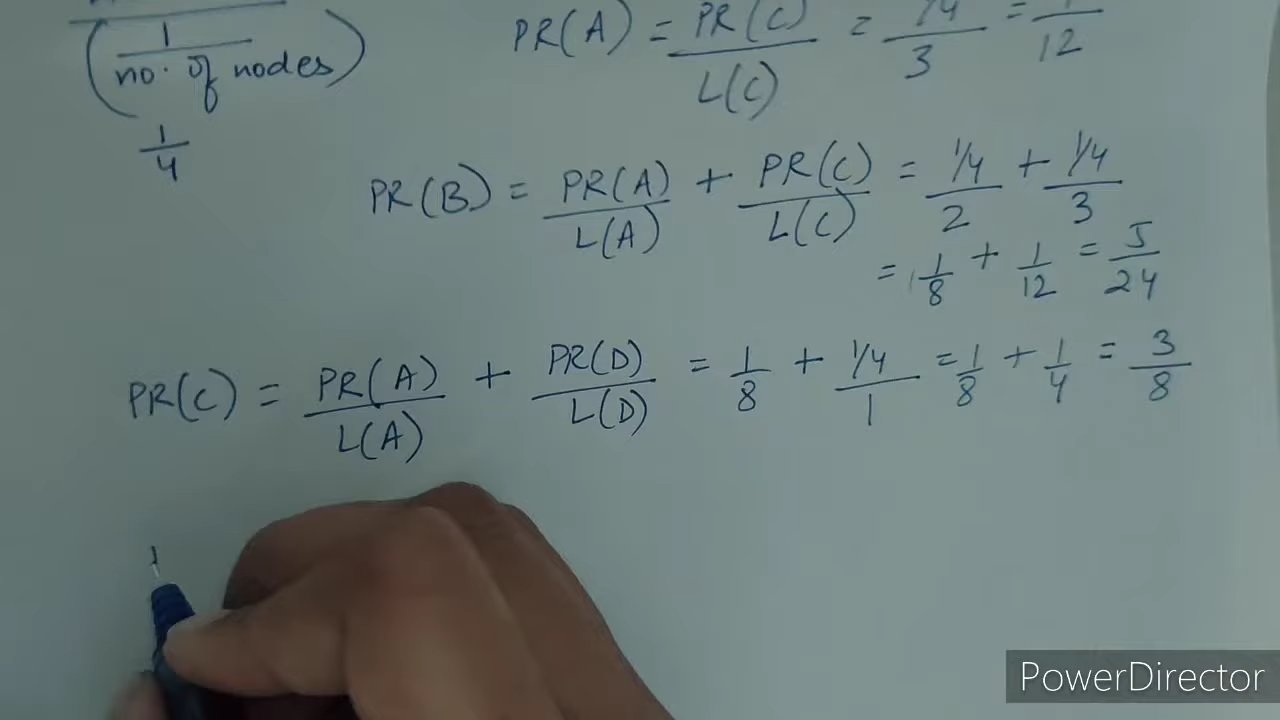 PR(A) = PR(C) / L(C) = 1/4 / 3 = 1/12
(1 / no. of nodes)
1/4
PR(B) = PR(A) / L(A) + PR(C) / L(C) = 1/4 / 2 + 1/4 / 3
= 1/8 + 1/12 = 5/24
PR(C) = PR(A) / L(A) + PR(D) / L(D) = 1/8 + 1/4 / 1 = 1/8 + 1/4 = 3/8
PowerDirector